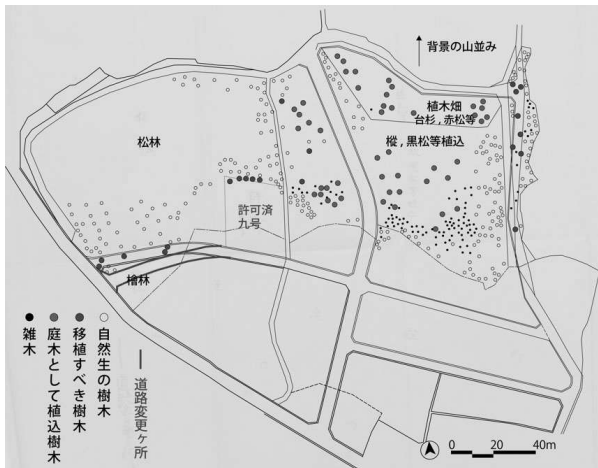 背景の山並み
植木畑
台杉,赤松等
樅,黒松等植込
松林
許可済
九号
檜林
道路変更ヶ所
○ 自然生の樹木
● 移植すべき樹木
● 庭木として植込樹木
● 雑木
0 20 40m